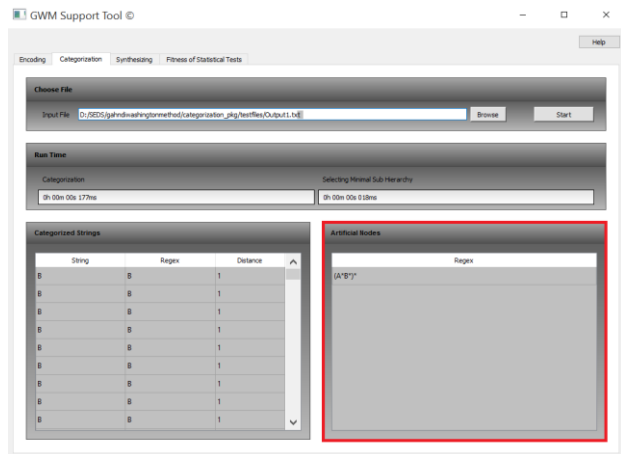 GWM Support Tool ©
Help
Encoding Categorization Synthesizing Fitness of Statistical Tests
Choose File
Input File D:/SEDS/gahndiwashingtonmethod/categorization_pkg/testfiles/Output1.txt Browse Start
Run Time
Categorization Selecting Minimal Sub Hierarchy
0h 00m 00s 177ms 0h 00m 00s 018ms
Categorized Strings Artificial Nodes
String Regex Distance Regex
B B 1 (A*B*)*
B B 1
B B 1
B B 1
B B 1
B B 1
B B 1
B B 1
B B 1